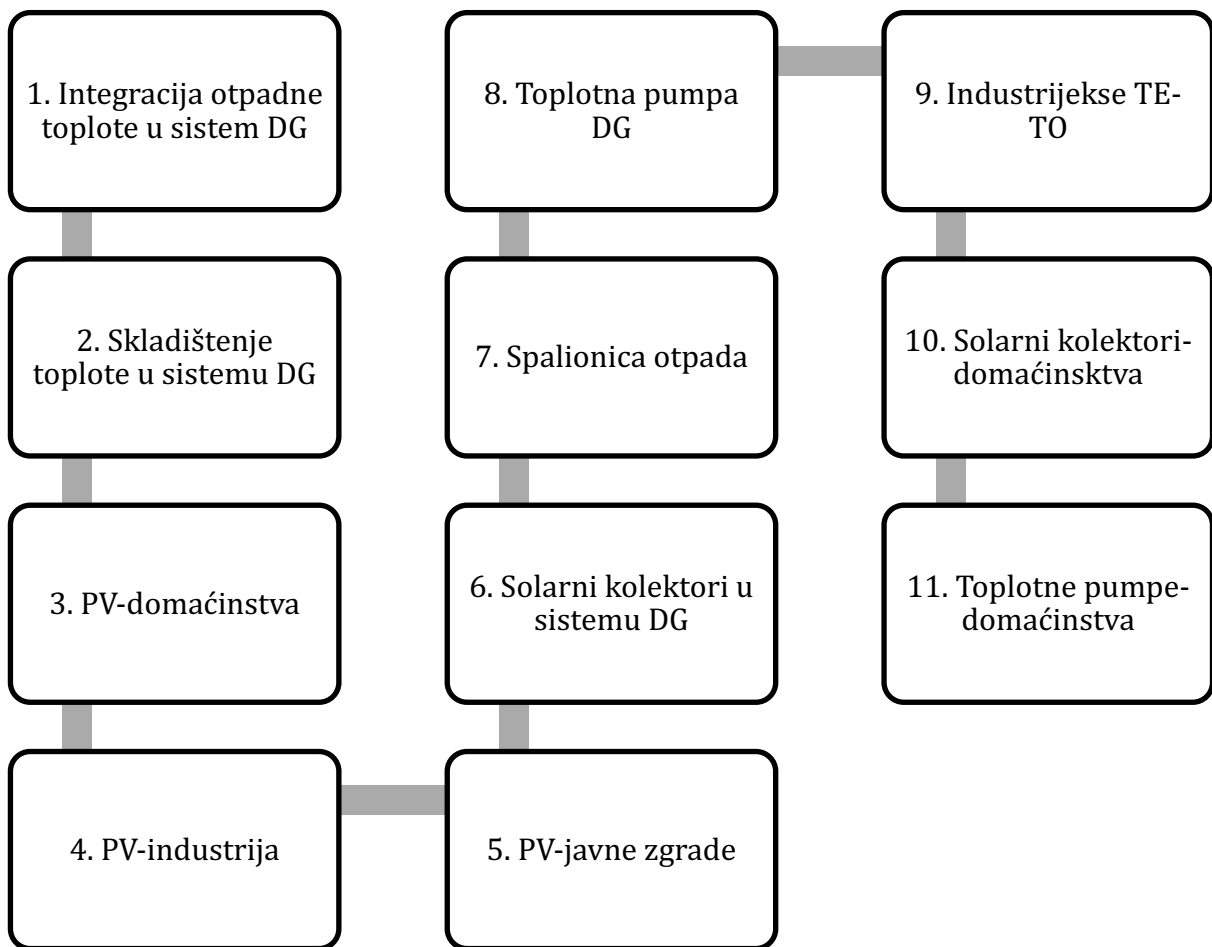 1. Integracija otpadne
toplote u sistem DG
2. Skladištenje
toplote u sistemu DG
3. PV-domaćinstva
4. PV-industrija
5. PV-javne zgrade
6. Solarni kolektori u
sistemu DG
7. Spalionica otpada
8. Toplotna pumpa
DG
9. Industrijekse TE-
TO
10. Solarni kolektori-
domaćinsktva
11. Toplotne pumpe-
domaćinstva